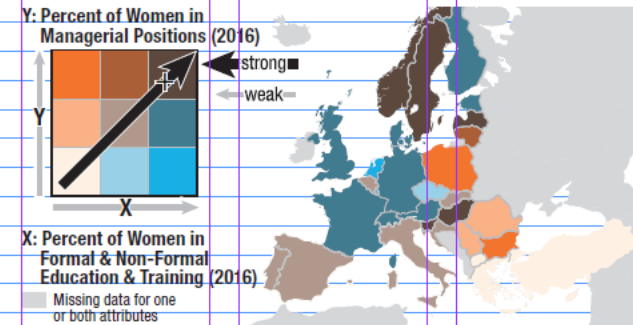 Y: Percent of Women in
Managerial Positions (2016)
strong
weak
Y
X
X: Percent of Women in
Formal & Non-Formal
Education & Training (2016)
Missing data for one
or both attributes